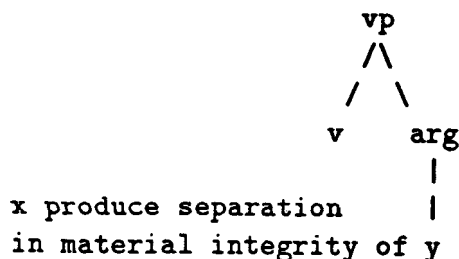 vp
/\
/ \
v arg
|
x produce separation |
in material integrity of y